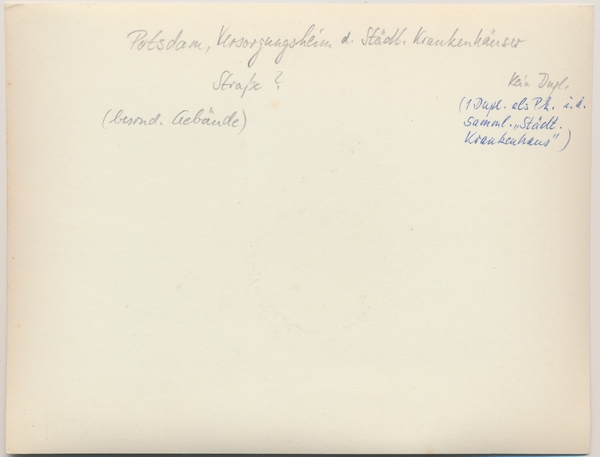 Potsdam, Versorgungsheim d. Städt. Krankenhäuser
Straße?
Kein Dupl.
(besond. Gebäude)
(1 Dupl. als Pk. i. d.
Samml. „Städt.
Krankenhaus")